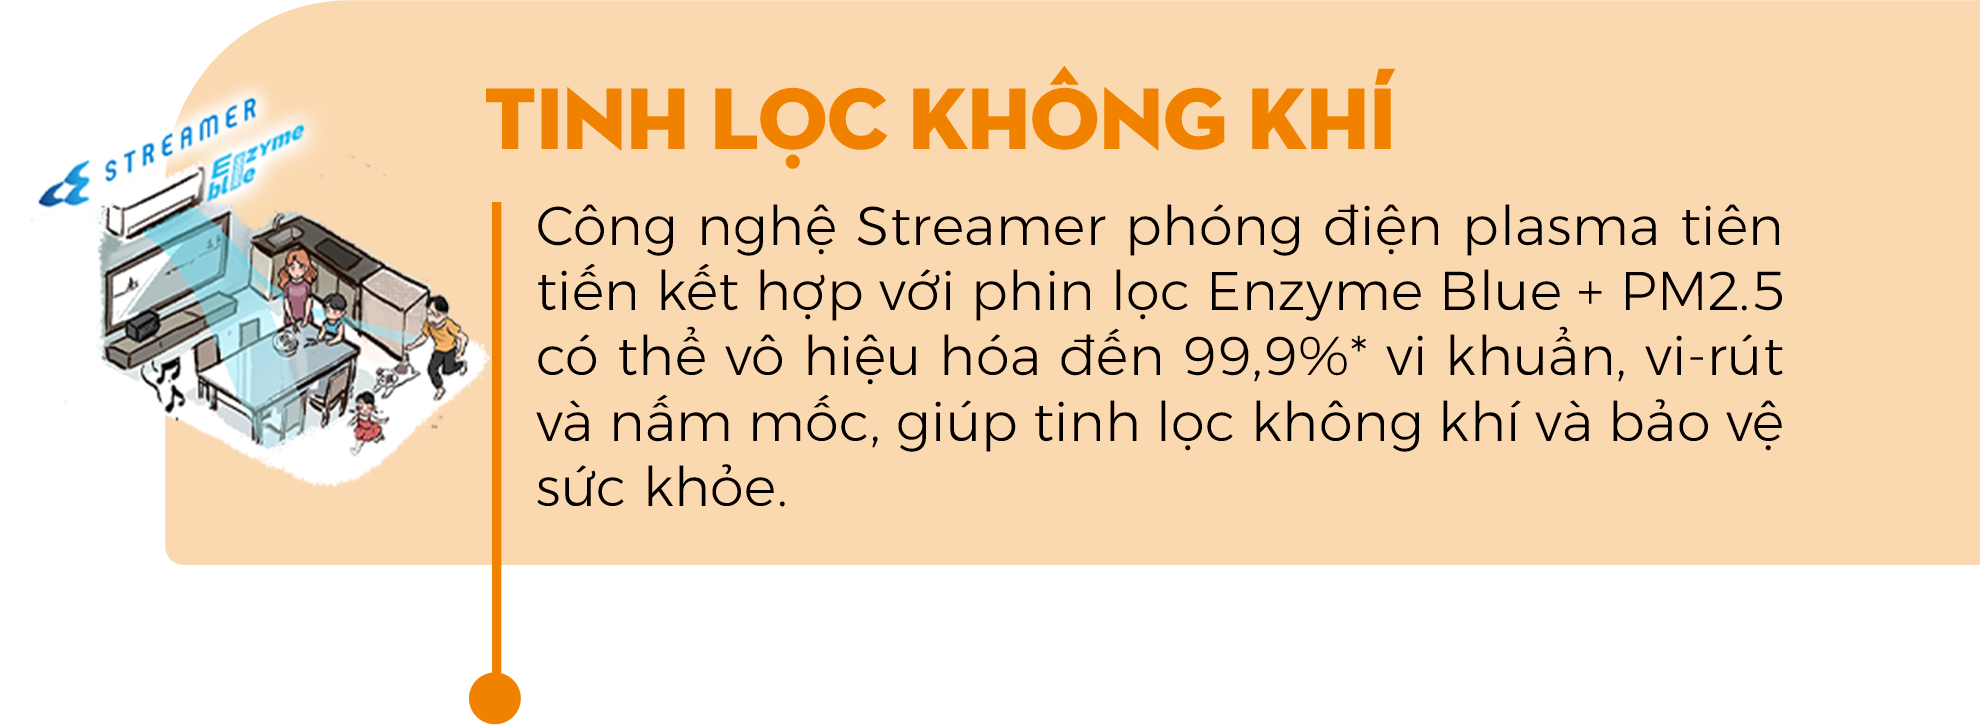 TINH LỌC KHÔNG KHÍ
STREAMER
Enzyme
blue
Công nghệ Streamer phóng điện plasma tiên
tiến kết hợp với phin lọc Enzyme Blue + PM2.5
có thể vô hiệu hóa đến 99,9%* vi khuẩn, vi-rút
và nấm mốc, giúp tinh lọc không khí và bảo vệ
sức khỏe.